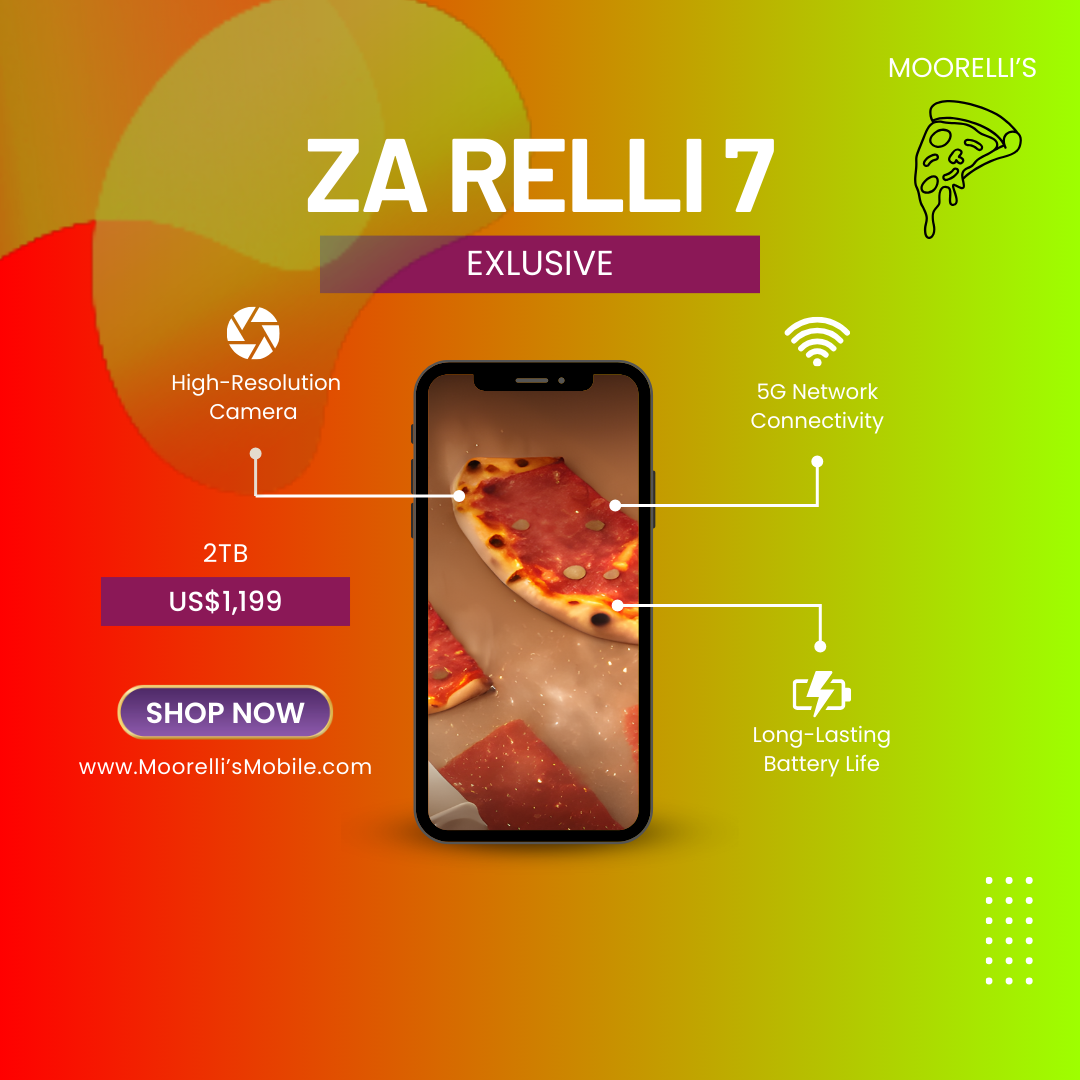 MOORELLI’S
ZA RELLI 7
EXLUSIVE
High-Resolution
Camera
5G Network
Connectivity
2TB
US$1,199
SHOP NOW
www.Moorelli’sMobile.com
Long-Lasting
Battery Life